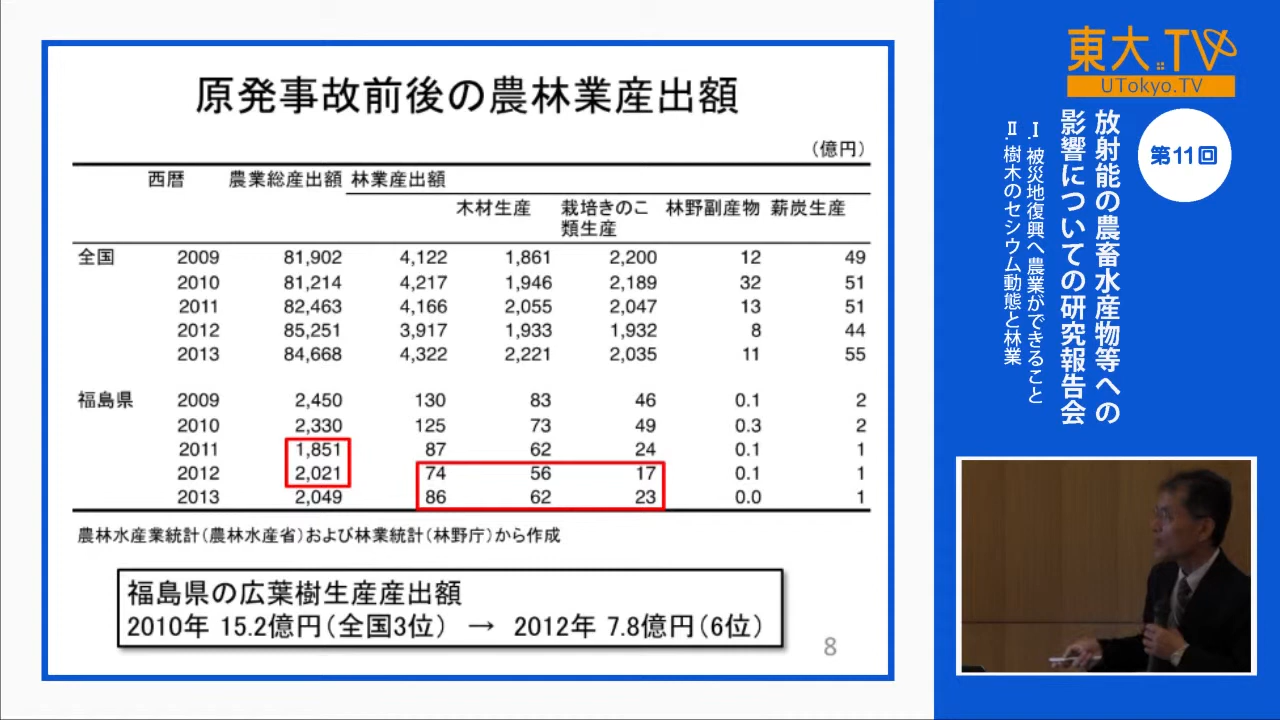 原発事故前後の農林業産出額
（億円）
西暦 農業総産出額 林業産出額
木材生産 栽培きのこ類生産 林野副産物 薪炭生産
全国 2009 81,902 4,122 1,861 2,200 12 49
2010 81,214 4,217 1,946 2,189 32 51
2011 82,463 4,166 2,055 2,047 13 51
2012 85,251 3,917 1,933 1,932 8 44
2013 84,668 4,322 2,221 2,035 11 55
福島県 2009 2,450 130 83 46 0.1 2
2010 2,330 125 73 49 0.3 2
2011 1,851 87 62 24 0.1 1
2012 2,021 74 56 17 0.1 1
2013 2,049 86 62 23 0.0 1
農林水産業統計（農林水産省）および林業統計（林野庁）から作成
福島県の広葉樹生産産出額
2010年 15.2億円（全国3位） → 2012年 7.8億円（6位）
8
東大.TV
UTokyo.TV
第11回
放射能の農畜水産物等への
影響についての研究報告会
Ⅰ. 被災地復興へ農業ができること
Ⅱ. 樹木のセシウム動態と林業